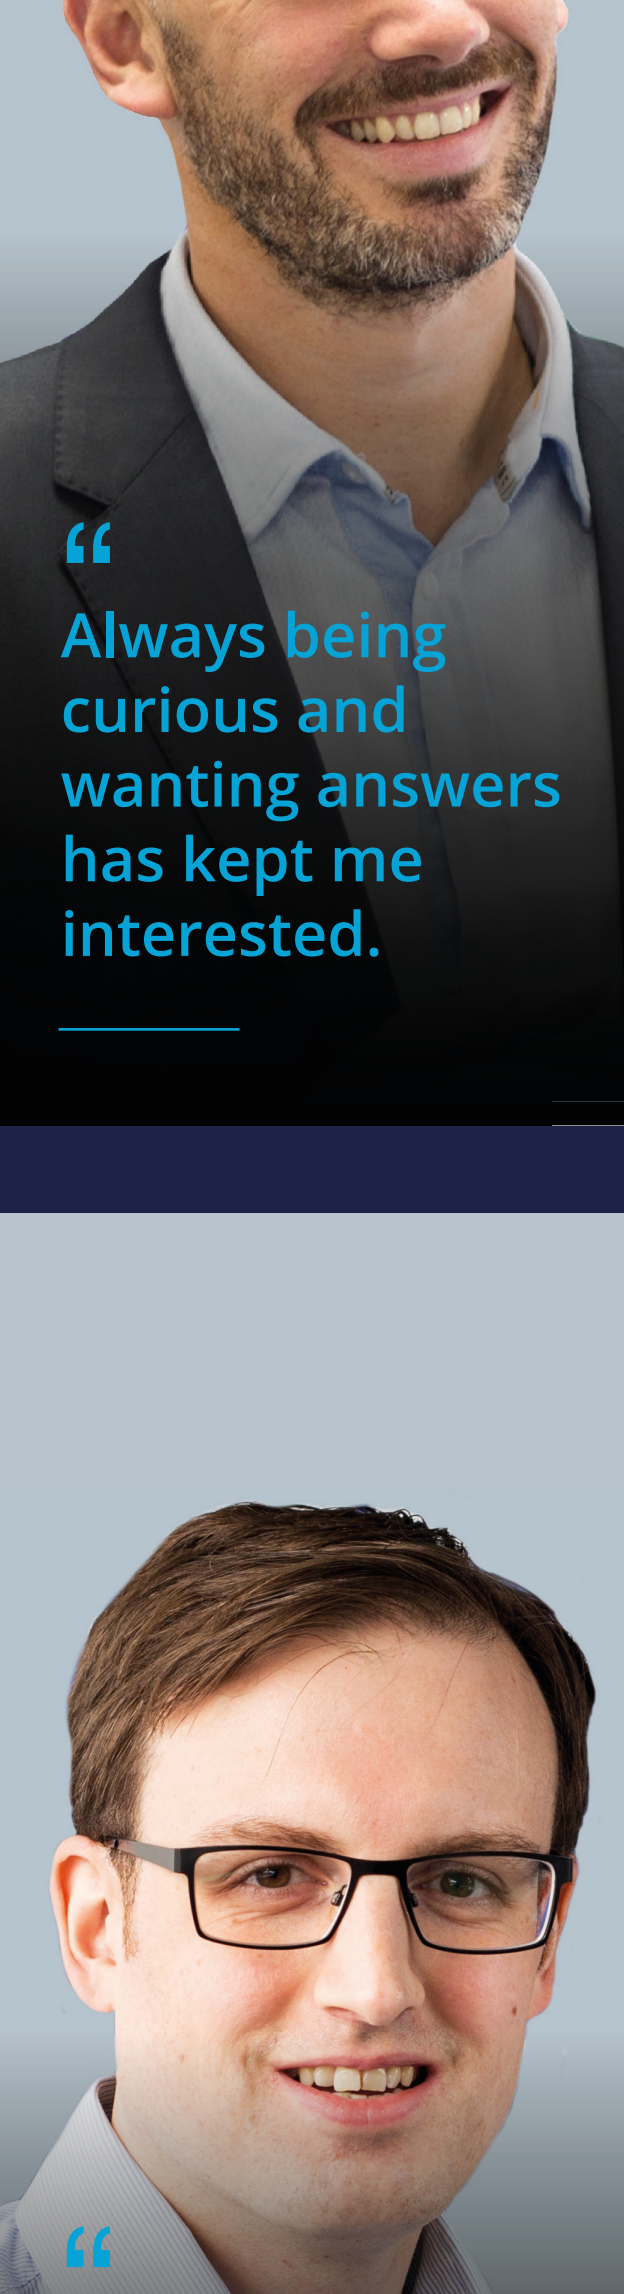 “
Always being
curious and
wanting answers
has kept me
interested.
“